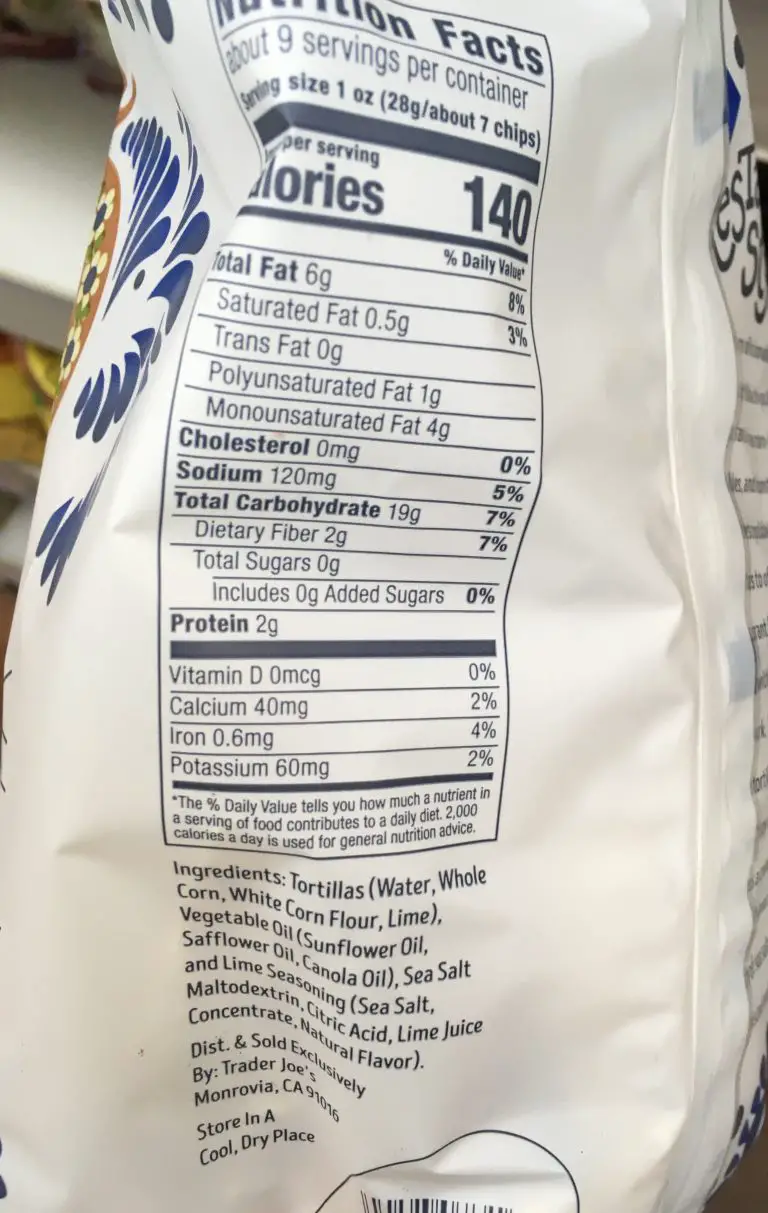 Nutrition Facts
about 9 servings per container
Serving size 1 oz (28g/about 7 chips)
per serving
lories 140
% Daily Value*
Total Fat 6g 8%
Saturated Fat 0.5g 3%
Trans Fat 0g
Polyunsaturated Fat 1g
Monounsaturated Fat 4g
Cholesterol 0mg 0%
Sodium 120mg 5%
Total Carbohydrate 19g 7%
Dietary Fiber 2g 7%
Total Sugars 0g
Includes 0g Added Sugars 0%
Protein 2g
Vitamin D 0mcg 0%
Calcium 40mg 2%
Iron 0.6mg 4%
Potassium 60mg 2%
*The % Daily Value tells you how much a nutrient in
a serving of food contributes to a daily diet. 2,000
calories a day is used for general nutrition advice.
Ingredients: Tortillas (Water, Whole
Corn, White Corn Flour, Lime),
Vegetable Oil (Sunflower Oil,
Safflower Oil, Canola Oil), Sea Salt
and Lime Seasoning (Sea Salt,
Maltodextrin, Citric Acid, Lime Juice
Concentrate, Natural Flavor).
Dist. & Sold Exclusively
By: Trader Joe's
Monrovia, CA 91016
Store In A
Cool, Dry Place